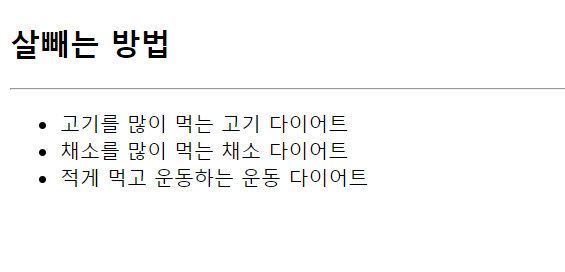 살빼는 방법
고기를 많이 먹는 고기 다이어트
채소를 많이 먹는 채소 다이어트
적게 먹고 운동하는 운동 다이어트